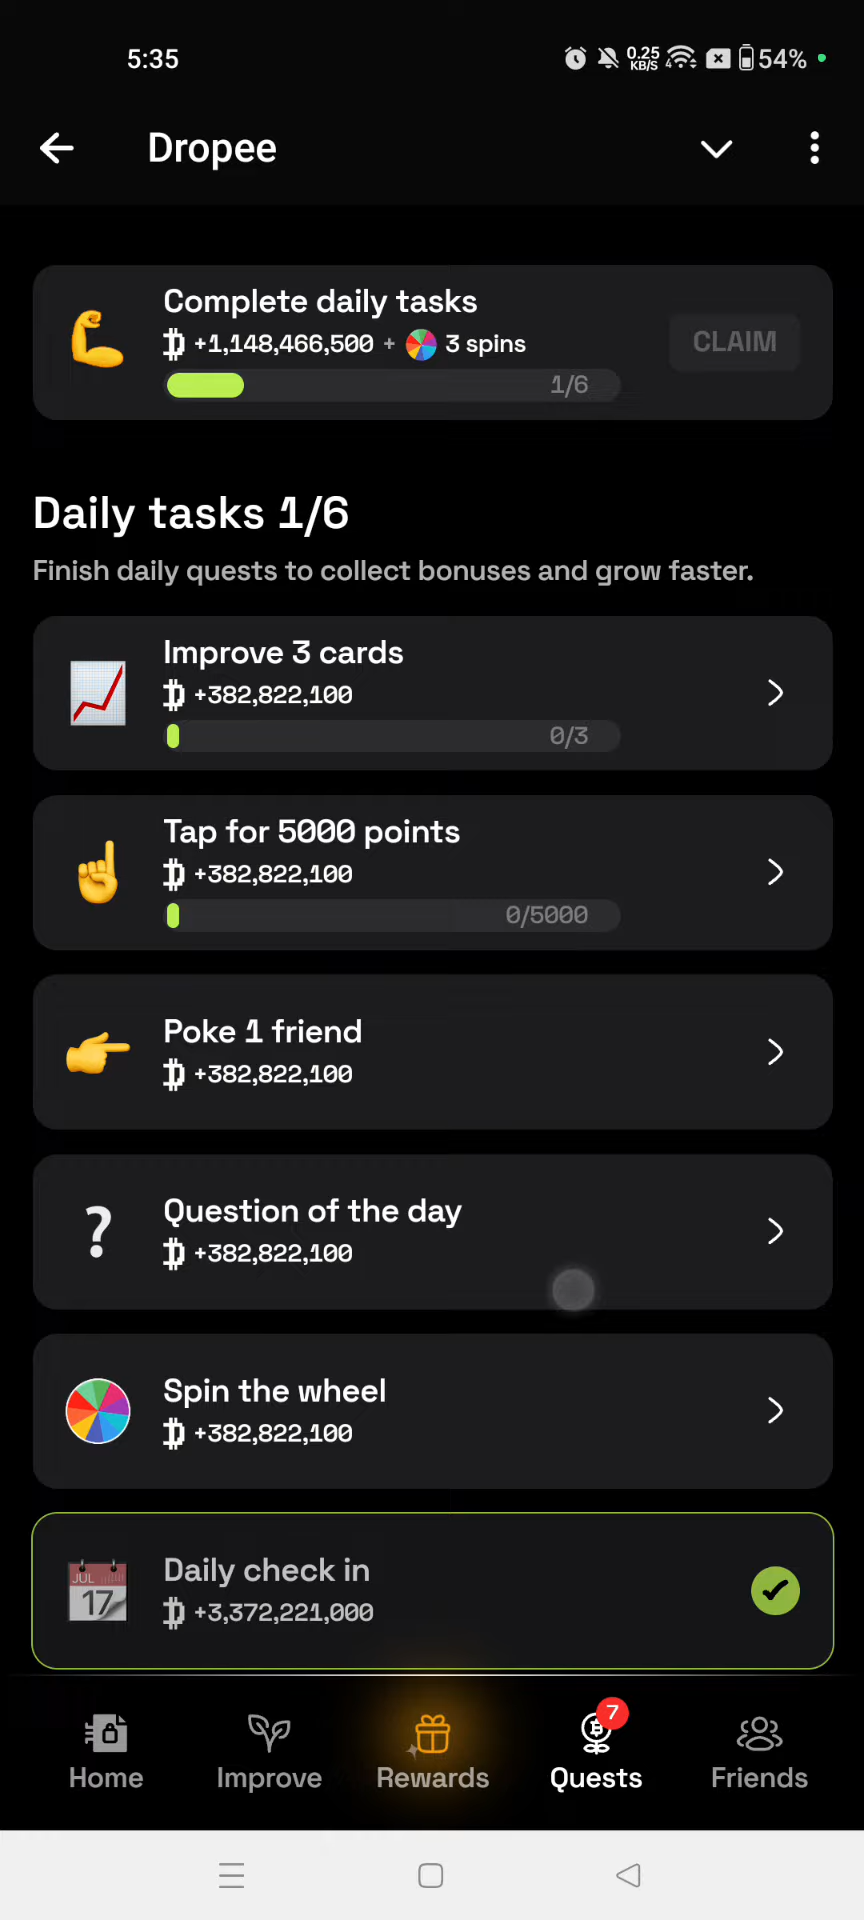 5:35
0.25
KB/S
4
54%
Dropee
Complete daily tasks
+1,148,466,500 + 3 spins
CLAIM
1/6
Daily tasks 1/6
Finish daily quests to collect bonuses and grow faster.
Improve 3 cards
+382,822,100
0/3
Tap for 5000 points
+382,822,100
0/5000
Poke 1 friend
+382,822,100
Question of the day
+382,822,100
Spin the wheel
+382,822,100
JUL
17
Daily check in
+3,372,221,000
7
Home
Improve
Rewards
Quests
Friends